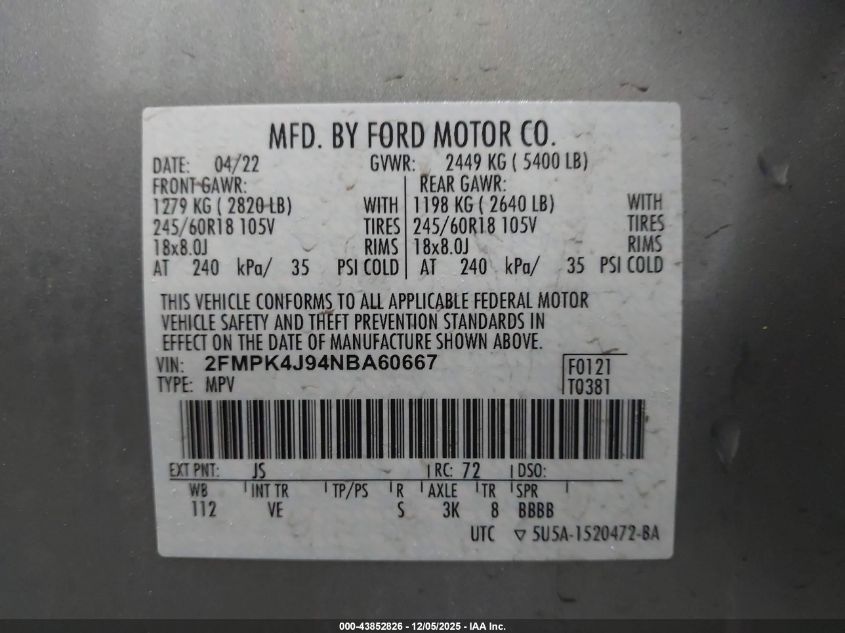 MFD. BY FORD MOTOR CO.
DATE: 04/22 GVWR: 2449 KG ( 5400 LB)
FRONT GAWR: REAR GAWR:
1279 KG ( 2820 LB) WITH 1198 KG ( 2640 LB) WITH
245/60R18 105V TIRES 245/60R18 105V TIRES
18x8.0J RIMS 18x8.0J RIMS
AT 240 kPa/ 35 PSI COLD AT 240 kPa/ 35 PSI COLD
THIS VEHICLE CONFORMS TO ALL APPLICABLE FEDERAL MOTOR
VEHICLE SAFETY AND THEFT PREVENTION STANDARDS IN
EFFECT ON THE DATE OF MANUFACTURE SHOWN ABOVE.
VIN: 2FMPK4J94NBA60667 F0121
TYPE: MPV T0381
EXT PNT: JS RC: 72 DSO:
WB INT TR TP/PS R AXLE TR SPR
112 VE S 3K 8 BBBB
UTC ▽ 5U5A-1520472-BA
000-43852826 - 12/05/2025 - IAA Inc.